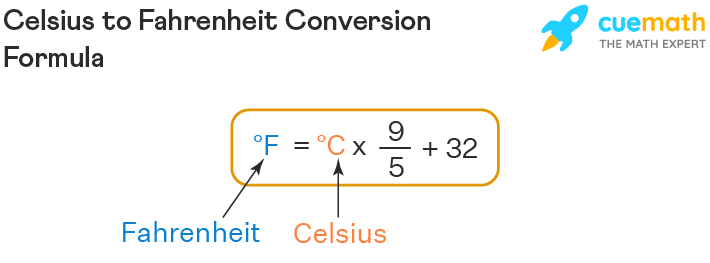 Celsius to Fahrenheit Conversion
Formula
cuemath
THE MATH EXPERT
°F = °C x 9/5 + 32
Fahrenheit Celsius